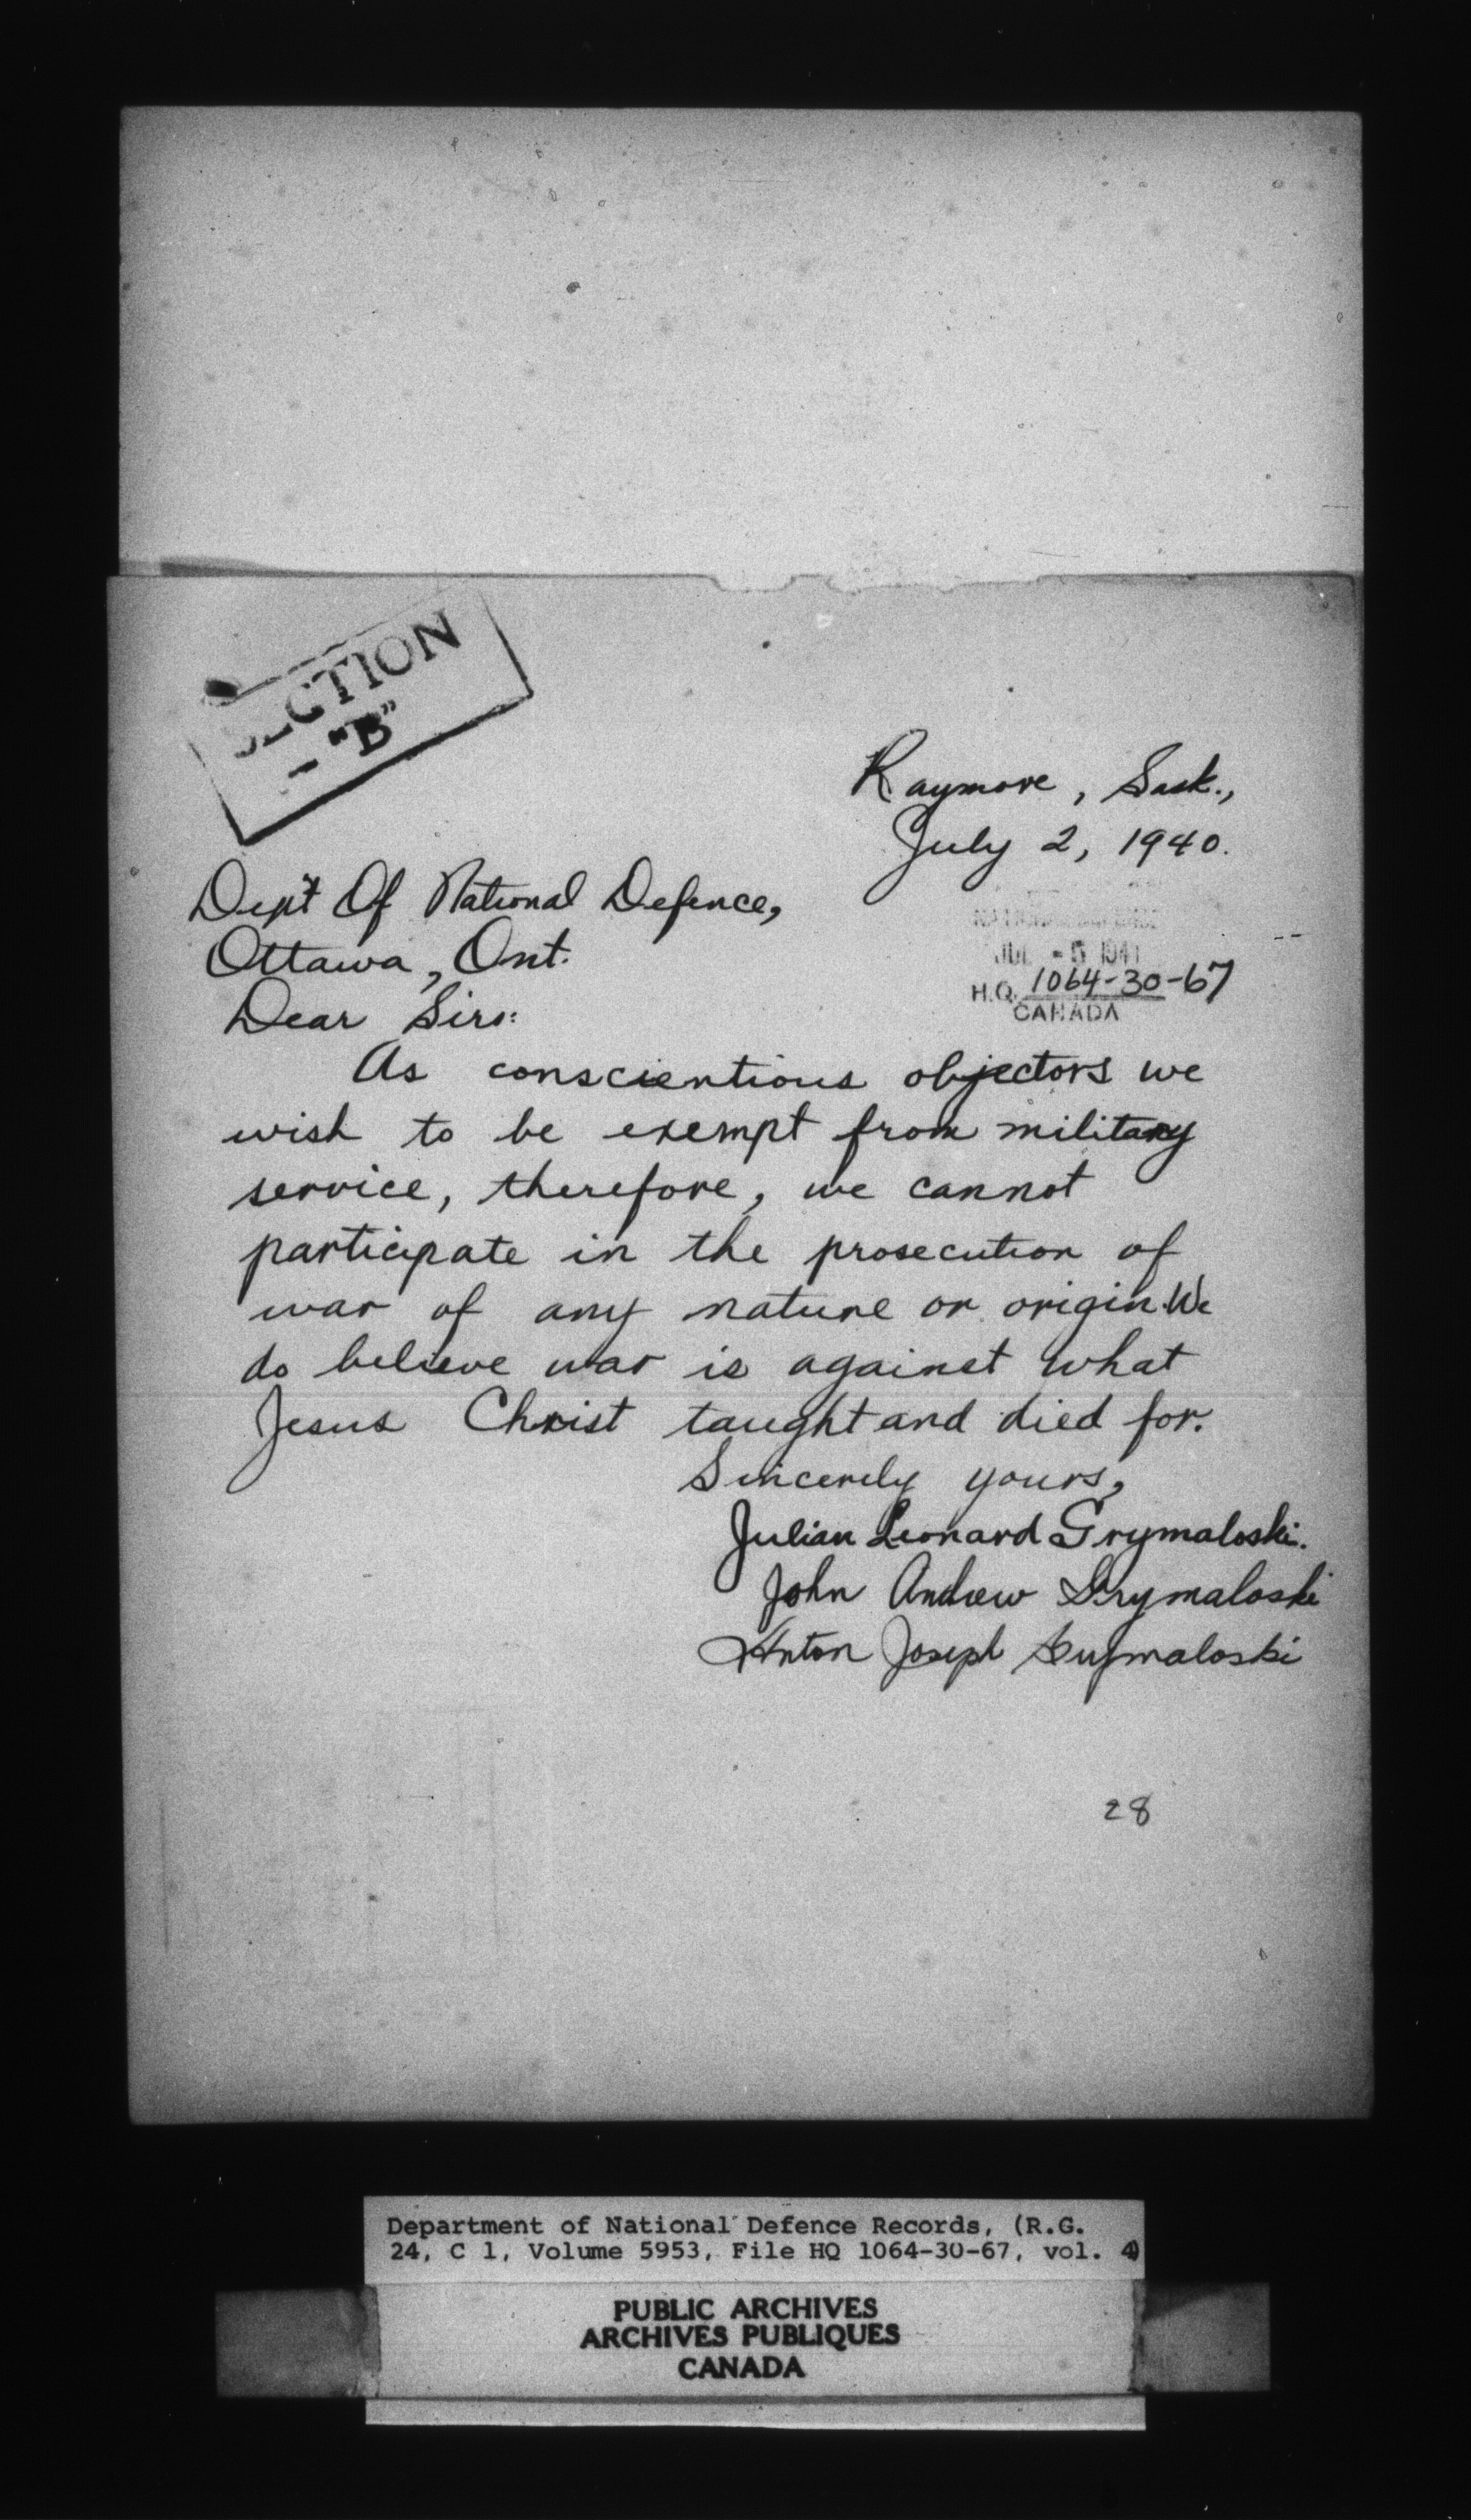 SECTION
- "B"
Raymore, Sask.,
July 2, 1940.
Dep't Of National Defence,
Ottawa, Ont.
JUL - 5 1941
H.Q. 1064-30-67
CANADA
Dear Sirs:
As conscientious objectors we
wish to be exempt from military
service, therefore, we cannot
participate in the prosecution of
war of any nature or origin. We
do believe war is against what
Jesus Christ taught and died for.
Sincerely yours,
Julian Leonard Grymaloski.
John Andrew Grymaloski
Anton Joseph Grymaloski
28
Department of National Defence Records, (R.G.
24, C 1, Volume 5953, File HQ 1064-30-67, vol. 4)
PUBLIC ARCHIVES
ARCHIVES PUBLIQUES
CANADA